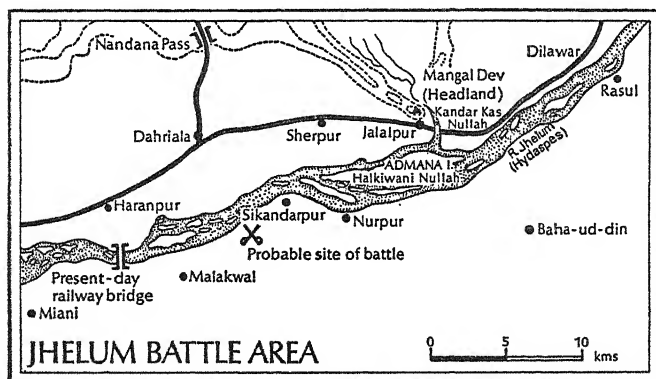 Nandana Pass
Dilawar
Mangal Dev
(Headland)
Kandar Kas
Nullah
Rasul
Dahriala
Sherpur
Jalalpur
R. Jhelum
(Hydaspes)
ADMANA I.
Halkiwani Nullah
Haranpur
Sikandarpur
Nurpur
Baha-ud-din
Probable site of battle
Present-day
railway bridge
Malakwal
Miani
JHELUM BATTLE AREA
0 5 10
kms